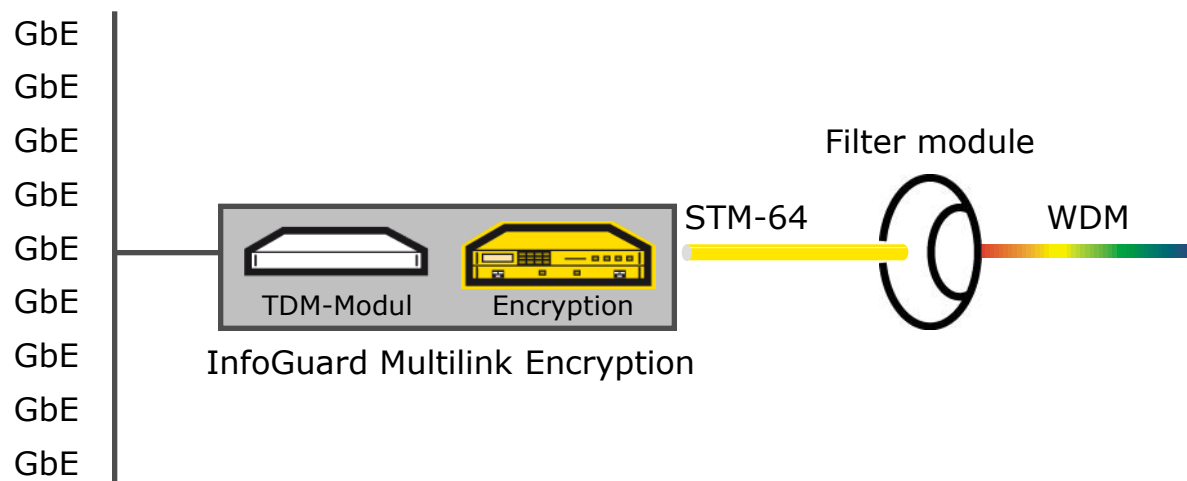 GbE
GbE
GbE
GbE
GbE
GbE
GbE
GbE
GbE
Filter module
STM-64
WDM
TDM-Modul
Encryption
InfoGuard Multilink Encryption